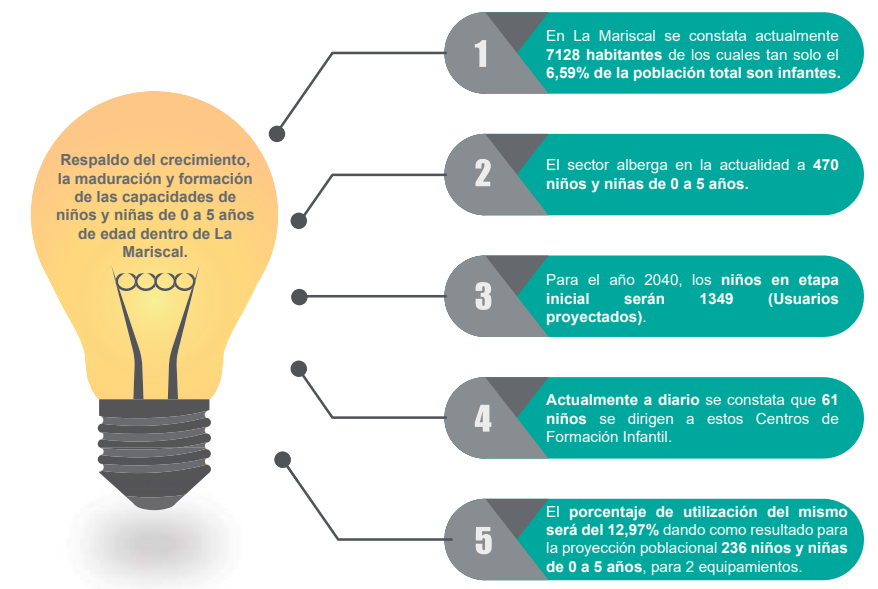 Respaldo del crecimiento,
la maduración y formación
de las capacidades de
niños y niñas de 0 a 5 años
de edad dentro de La
Mariscal.
1
En La Mariscal se constata actualmente
7128 habitantes de los cuales tan solo el
6,59% de la población total son infantes.
2
El sector alberga en la actualidad a 470
niños y niñas de 0 a 5 años.
3
Para el año 2040, los niños en etapa
inicial serán 1349 (Usuarios
proyectados).
4
Actualmente a diario se constata que 61
niños se dirigen a estos Centros de
Formación Infantil.
5
El porcentaje de utilización del mismo
será del 12,97% dando como resultado para
la proyección poblacional 236 niños y niñas
de 0 a 5 años, para 2 equipamientos.